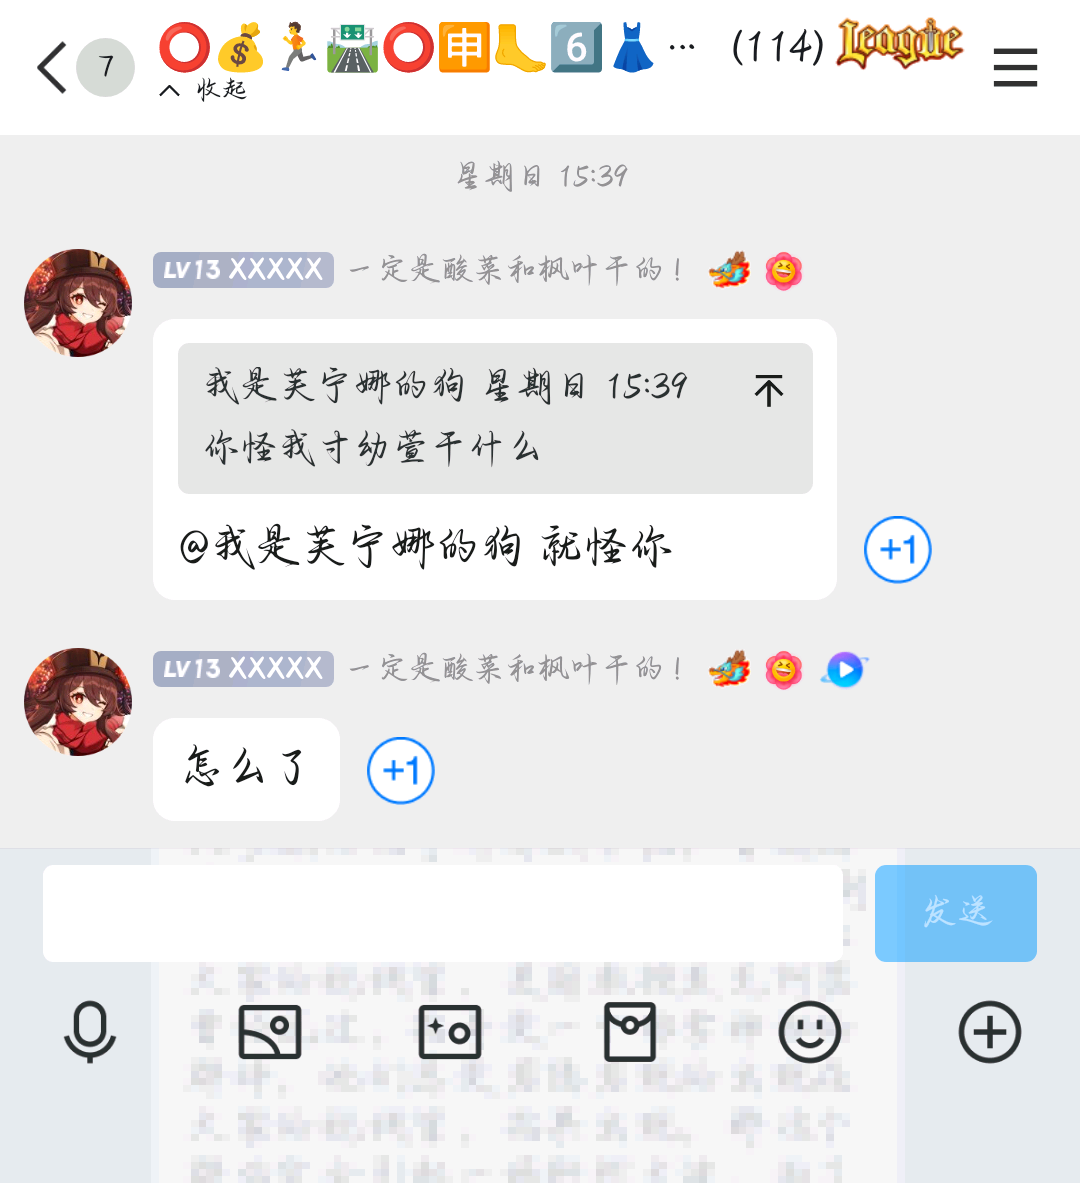 7
⭕💰🏃🛣️⭕🈸🦶6️⃣👗… (114) League
收起
星期日 15:39
LV13 XXXXX 一定是酸菜和枫叶干的！
我是芙宁娜的狗 星期日 15:39
你怪我寸幼萱干什么
@我是芙宁娜的狗 就怪你
+1
LV13 XXXXX 一定是酸菜和枫叶干的！
怎么了
+1
发送